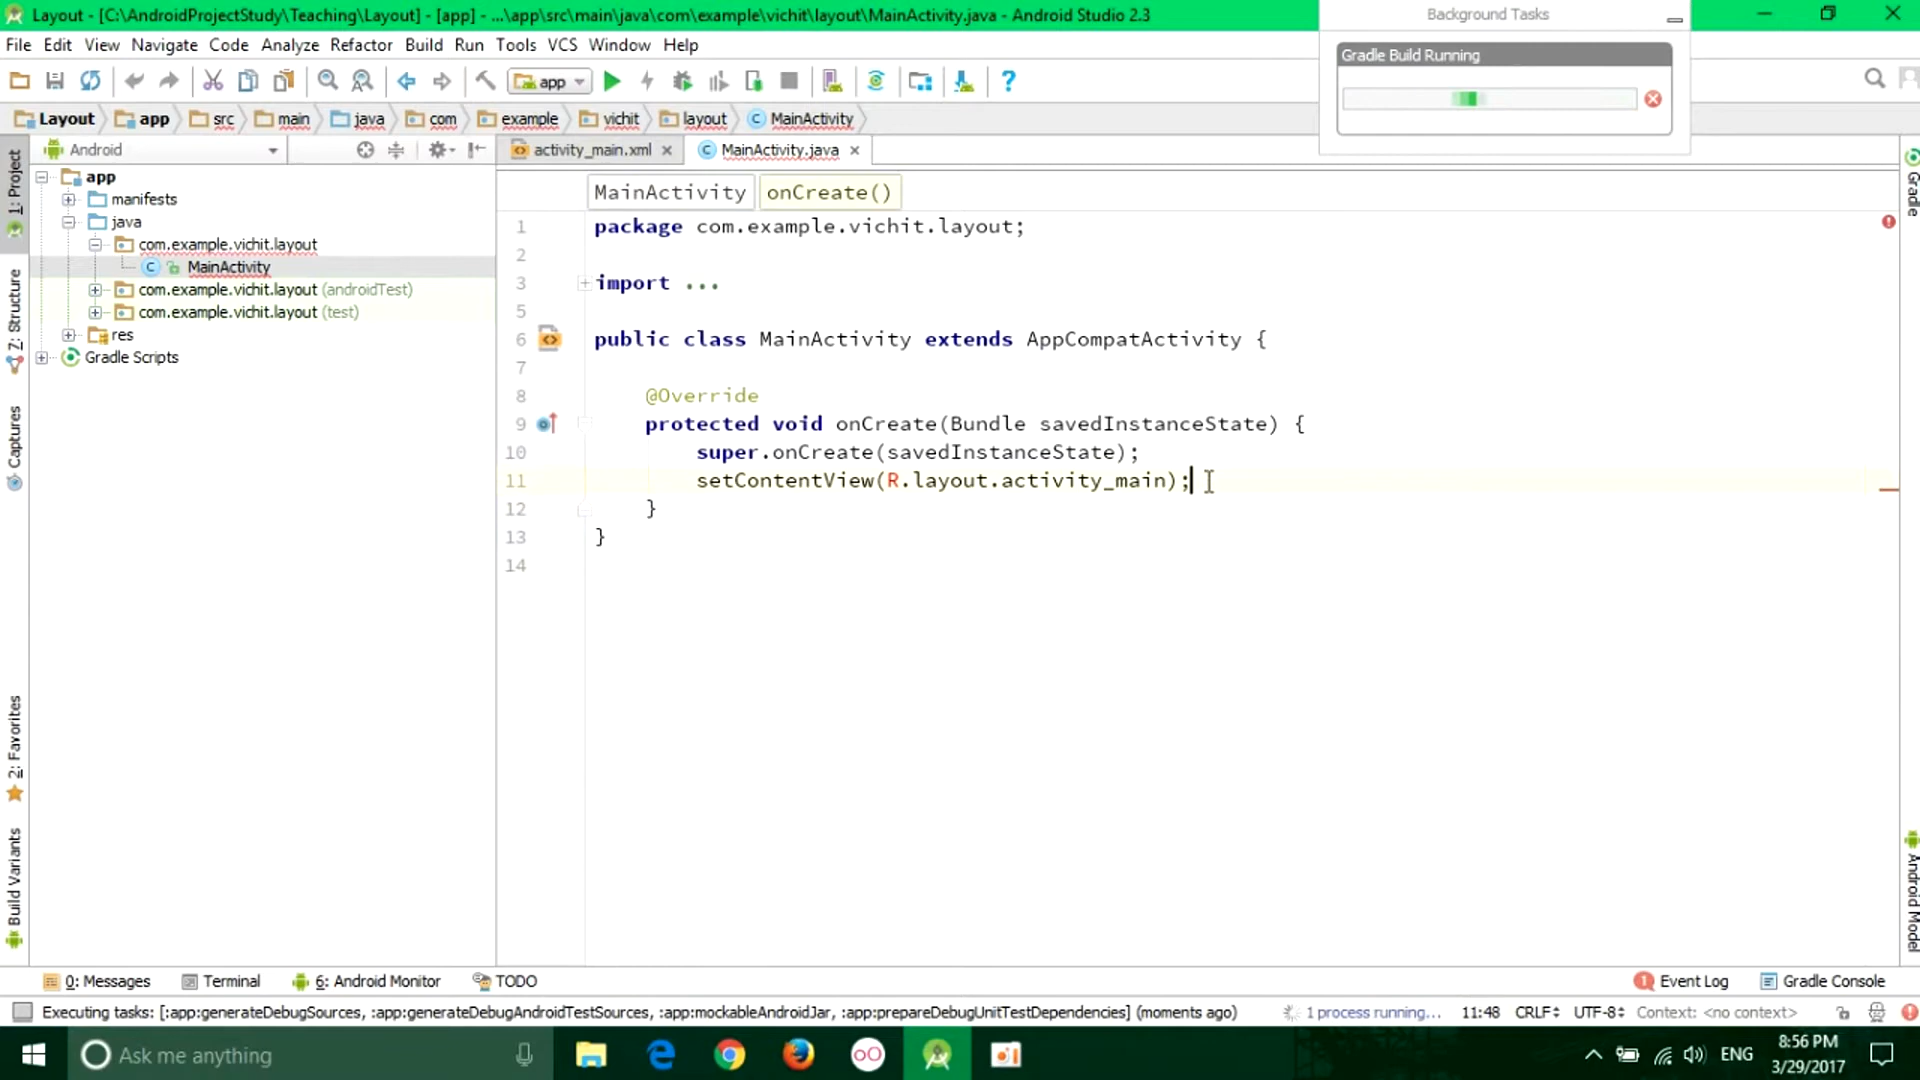 Layout - [C:\AndroidProjectStudy\Teaching\Layout] - [app] - ...\app\src\main\java\com\example\vichit\layout\MainActivity.java - Android Studio 2.3
Background Tasks
File Edit View Navigate Code Analyze Refactor Build Run Tools VCS Window Help
Gradle Build Running
app
Layout app src main java com example vichit layout MainActivity
1: Project
Android
activity_main.xml
MainActivity.java
Gradle
app
manifests
java
com.example.vichit.layout
MainActivity
com.example.vichit.layout (androidTest)
com.example.vichit.layout (test)
res
Gradle Scripts
MainActivity onCreate()
1 package com.example.vichit.layout;
2
3 import ...
5
6 public class MainActivity extends AppCompatActivity {
7
8 @Override
9 protected void onCreate(Bundle savedInstanceState) {
10 super.onCreate(savedInstanceState);
11 setContentView(R.layout.activity_main);
12 }
13 }
14
Z: Structure
Captures
2: Favorites
Build Variants
Android Model
0: Messages Terminal 6: Android Monitor TODO
Event Log Gradle Console
Executing tasks: [:app:generateDebugSources, :app:generateDebugAndroidTestSources, :app:mockableAndroidJar, :app:prepareDebugUnitTestDependencies] (moments ago)
1 process running... 11:48 CRLF UTF-8 Context: <no context>
Ask me anything
ENG
8:56 PM
3/29/2017